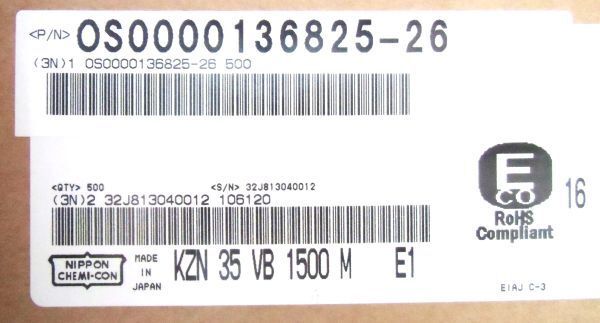 <P/N> OS0000136825-26
(3N)1 OS0000136825-26 500
<QTY> 500 <S/N> 32J813040012
(3N)2 32J813040012 106120
E
CO
RoHS
Compliant
16
NIPPON
CHEMI-CON
MADE
IN
JAPAN
KZN 35 VB 1500 M E1
EIAJ C-3